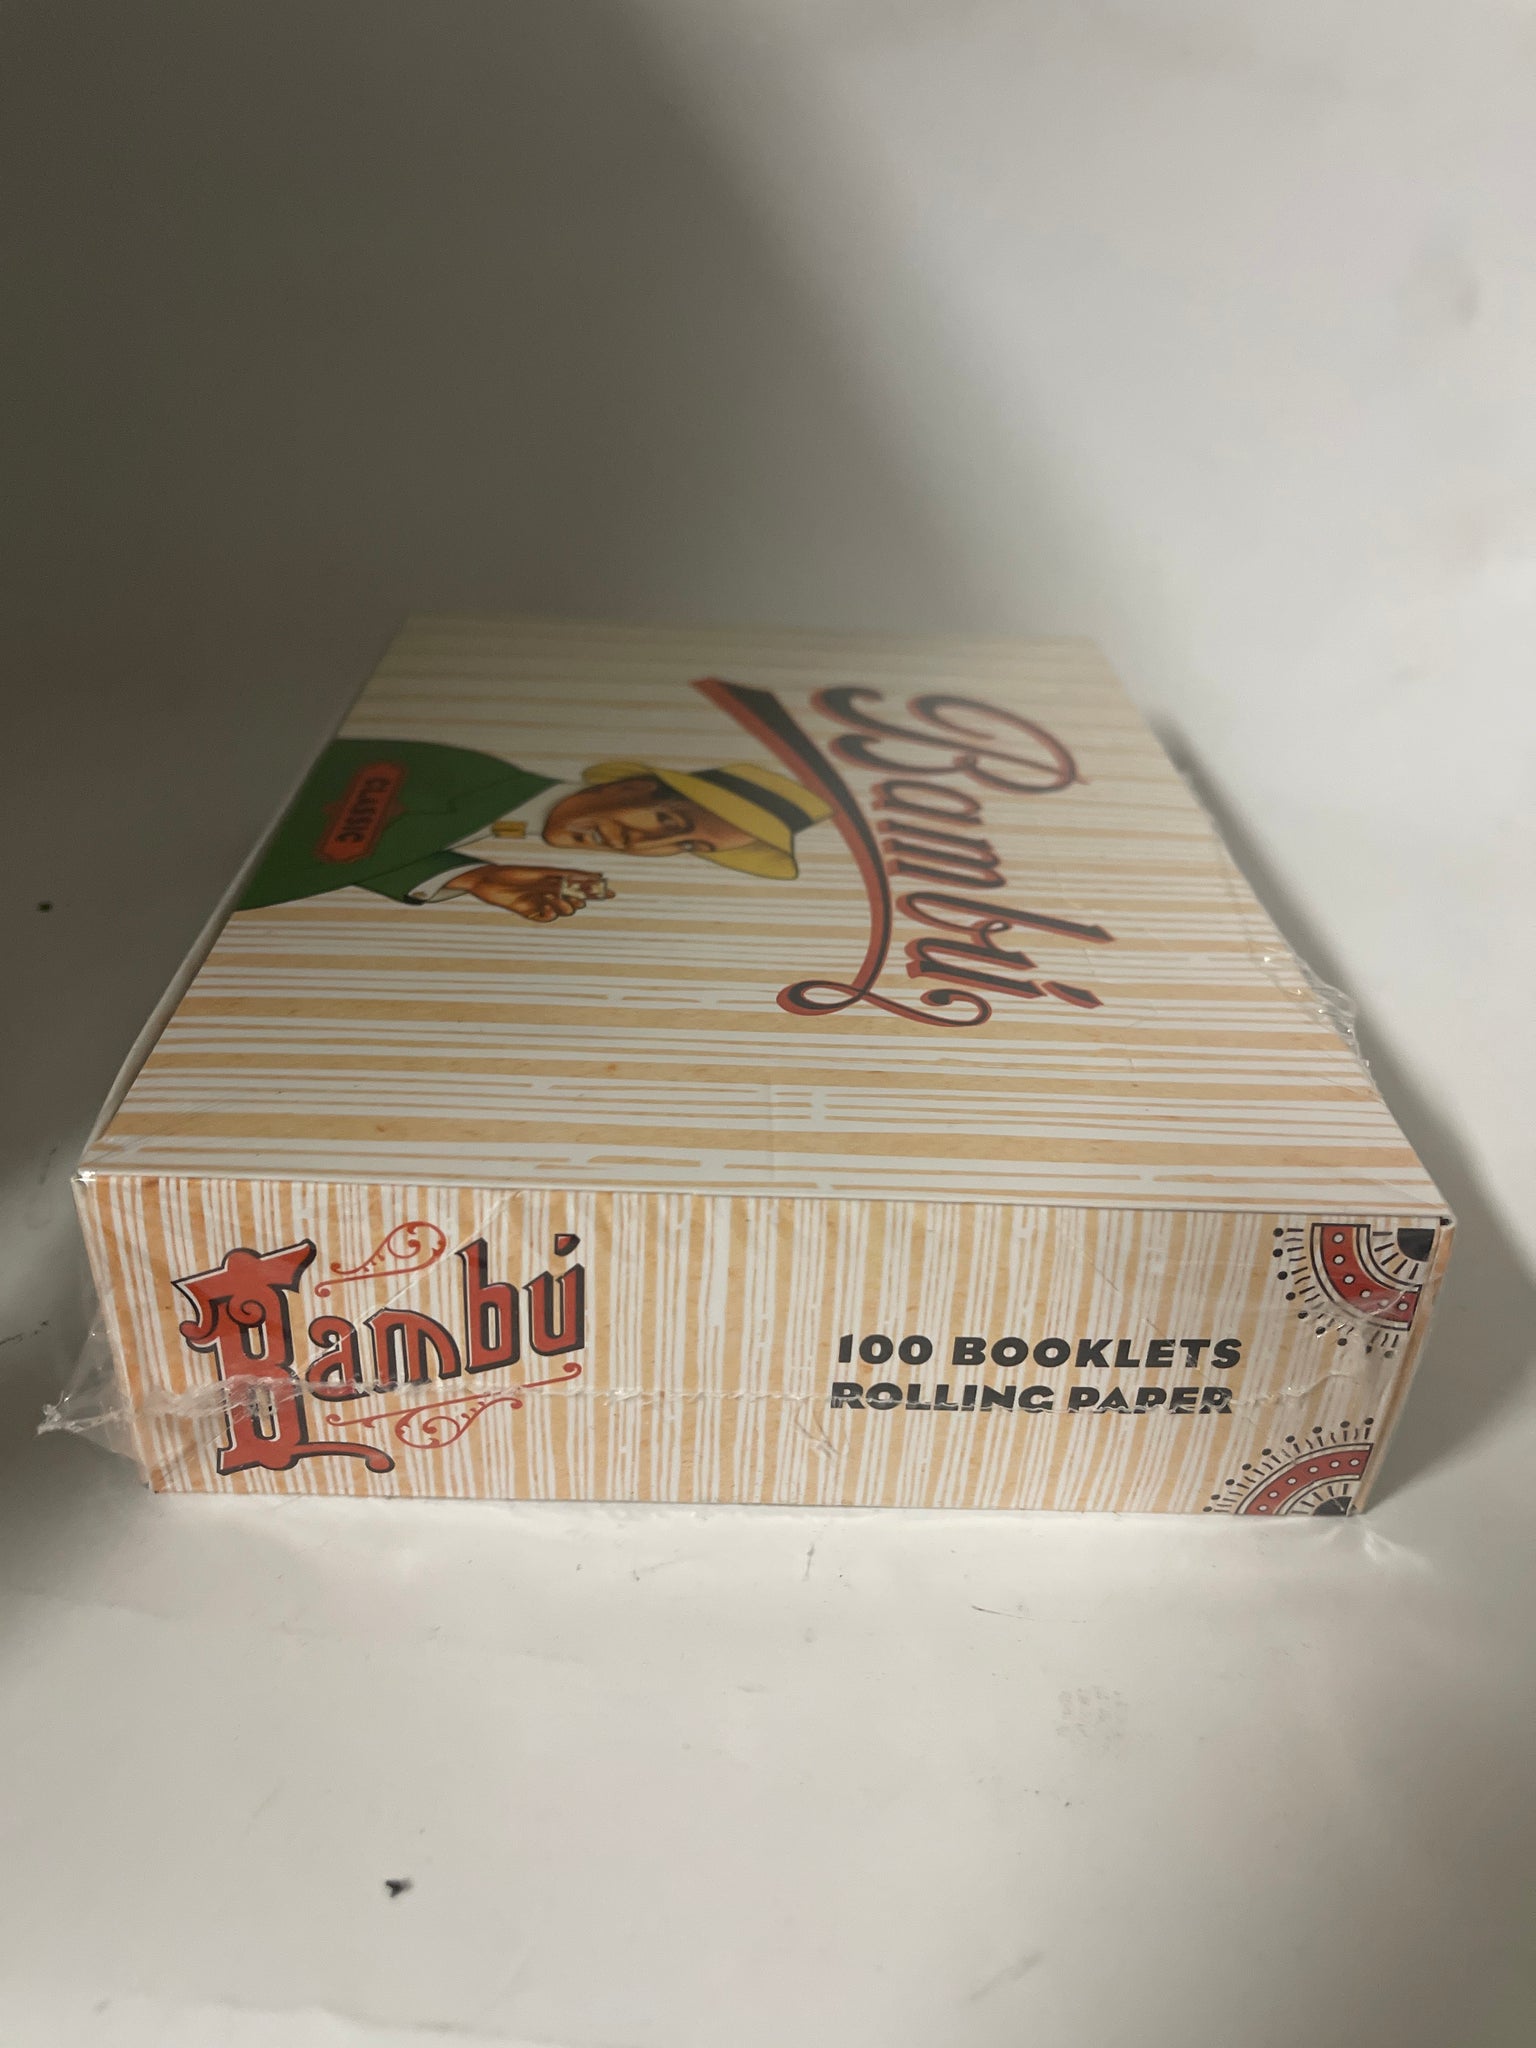 Bambú
CLASSIC
Bambú
100 BOOKLETS
ROLLING PAPER